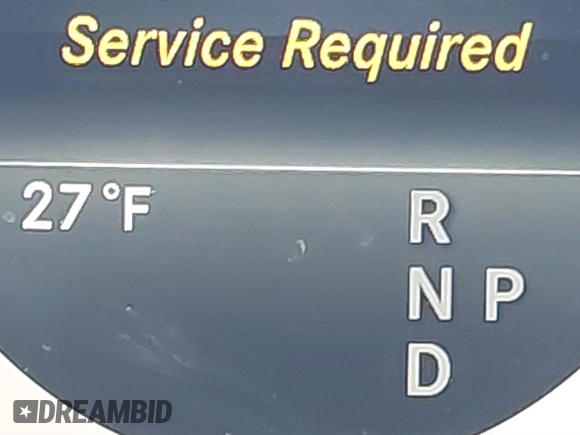 Service Required
27°F
R
N P
D
DREAMBID